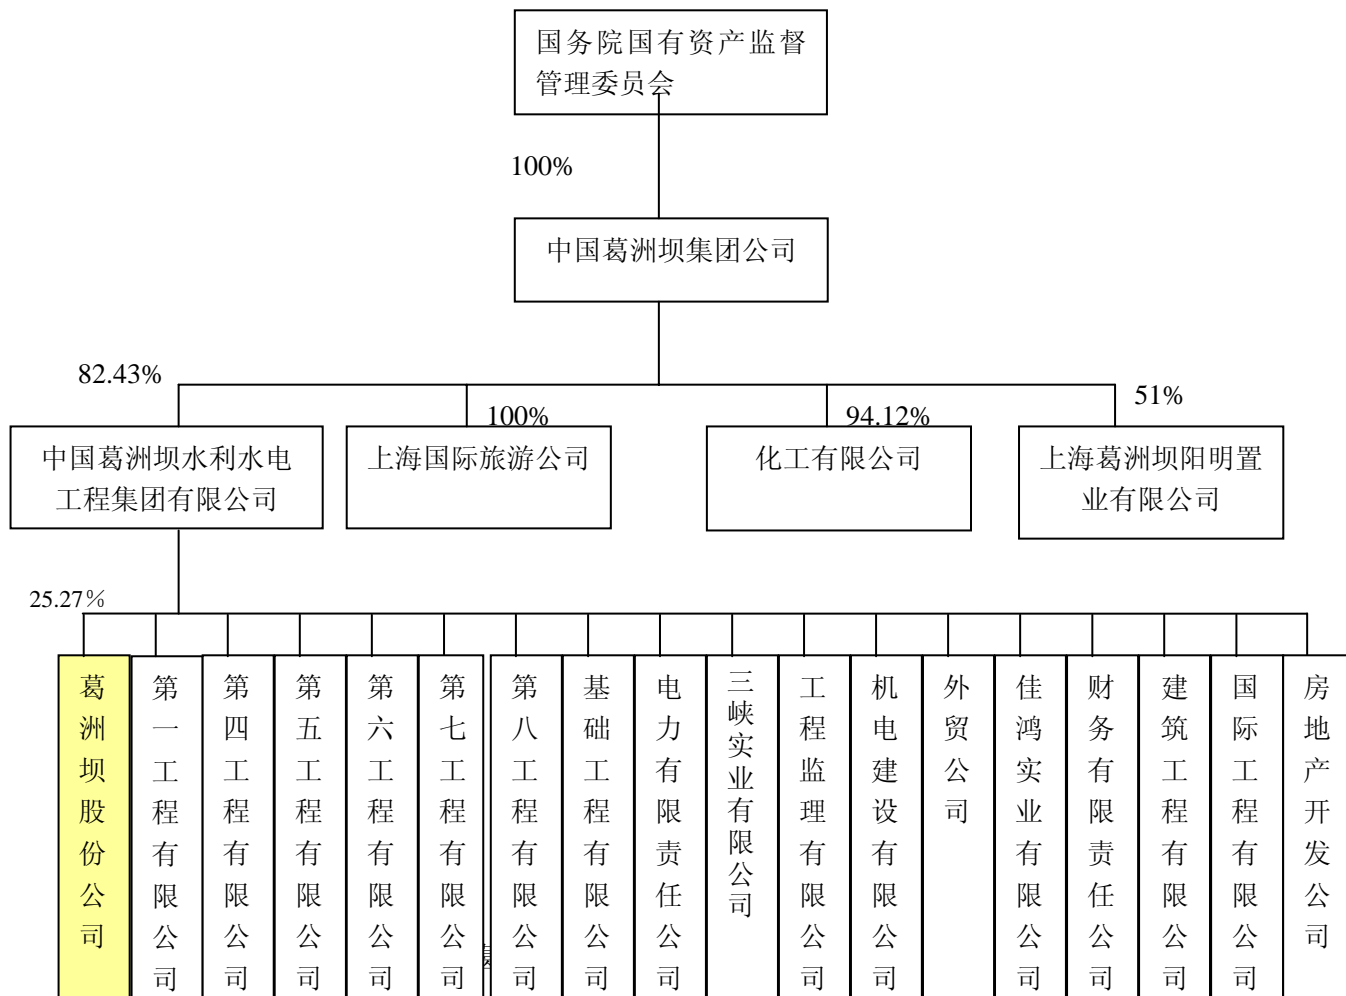 国务院国有资产监督
管理委员会
100%
中国葛洲坝集团公司
82.43%
100%
94.12%
51%
中国葛洲坝水利水电
工程集团有限公司
上海国际旅游公司
化工有限公司
上海葛洲坝阳明置
业有限公司
25.27%
葛洲坝股份公司
第一工程有限公司
第四工程有限公司
第五工程有限公司
第六工程有限公司
第七工程有限公司
第八工程有限公司
基础工程有限公司
电力有限责任公司
三峡实业有限公司
工程监理有限公司
机电建设有限公司
外贸公司
佳鸿实业有限公司
财务有限责任公司
建筑工程有限公司
国际工程有限公司
房地产开发公司